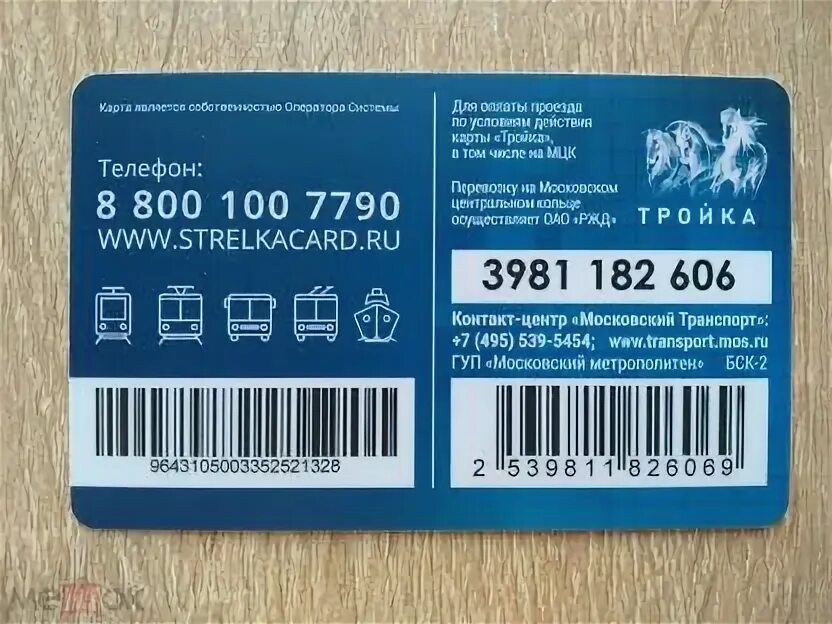 Карта является собственностью Оператора Системы
Телефон:
8 800 100 7790
WWW.STRELKACARD.RU
9643105003352521328
Для оплаты проезда
по условиям действия
карты «Тройка»,
в том числе на МЦК
Перевозку на Московском
центральном кольце
осуществляет ОАО «РЖД»
ТРОЙКА
3981 182 606
Контакт-центр «Московский Транспорт»:
+7 (495) 539-5454; www.transport.mos.ru
ГУП «Московский метрополитен» БСК-2
2 539811 826069
мешок